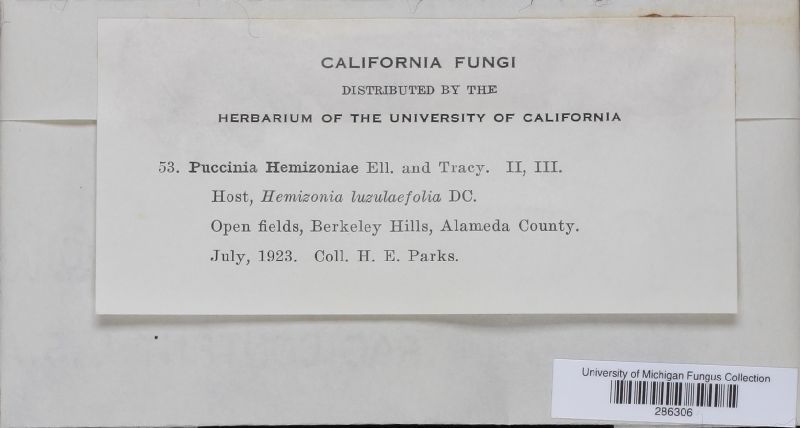 CALIFORNIA FUNGI
DISTRIBUTED BY THE
HERBARIUM OF THE UNIVERSITY OF CALIFORNIA
53. Puccinia Hemizoniae Ell. and Tracy. II, III.
Host, Hemizonia luzulaefolia DC.
Open fields, Berkeley Hills, Alameda County.
July, 1923. Coll. H. E. Parks.
University of Michigan Fungus Collection
286306